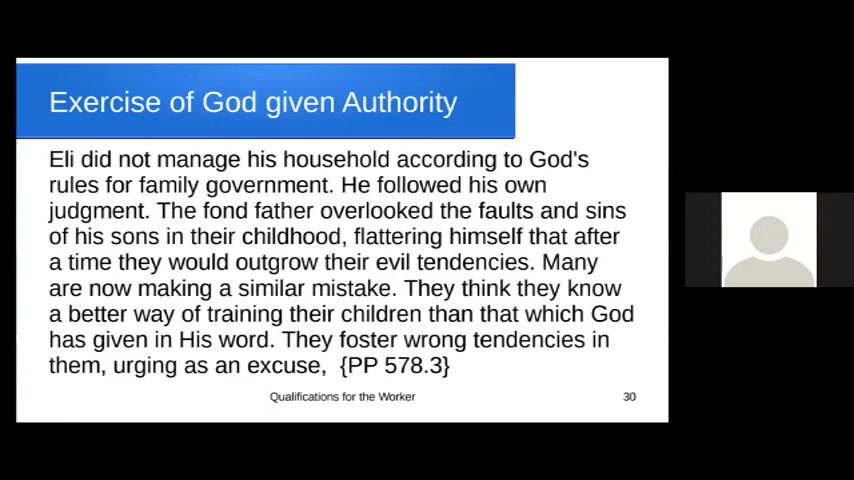 Exercise of God given Authority
Eli did not manage his household according to God's
rules for family government. He followed his own
judgment. The fond father overlooked the faults and sins
of his sons in their childhood, flattering himself that after
a time they would outgrow their evil tendencies. Many
are now making a similar mistake. They think they know
a better way of training their children than that which God
has given in His word. They foster wrong tendencies in
them, urging as an excuse,  {PP 578.3}
Qualifications for the Worker
30